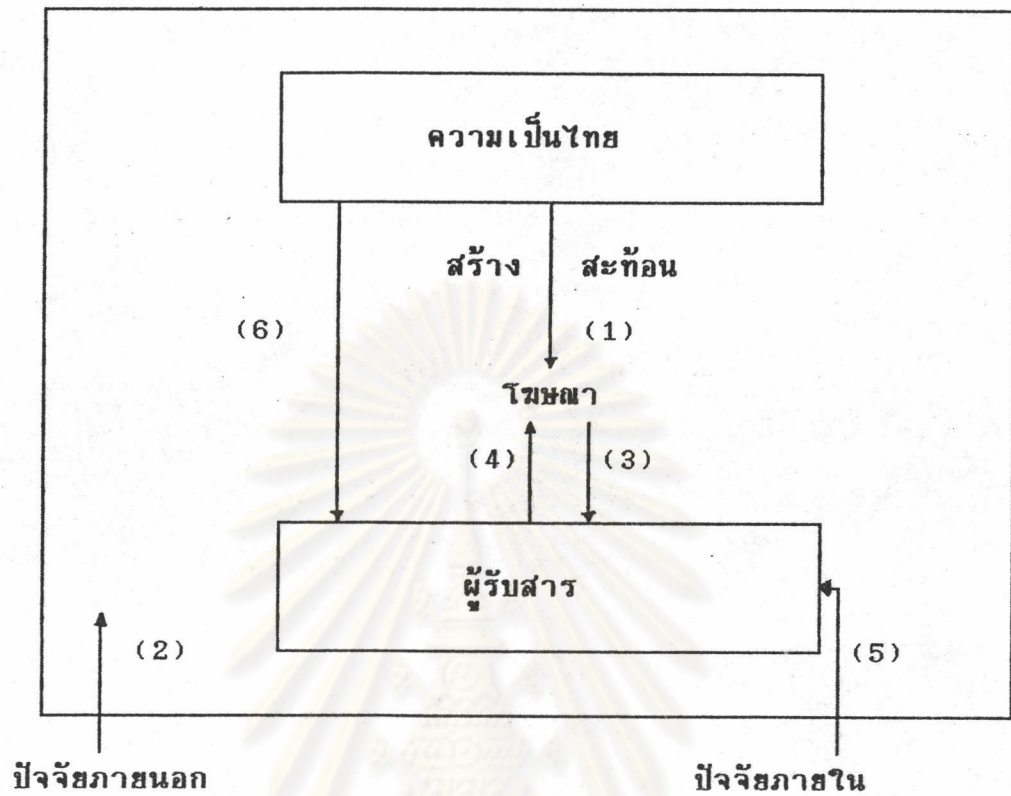 ความเป็นไทย
สร้าง สะท้อน
(6) (1)
โฆษณา
(4) (3)
ผู้รับสาร
(2) (5)
ปัจจัยภายนอก ปัจจัยภายใน